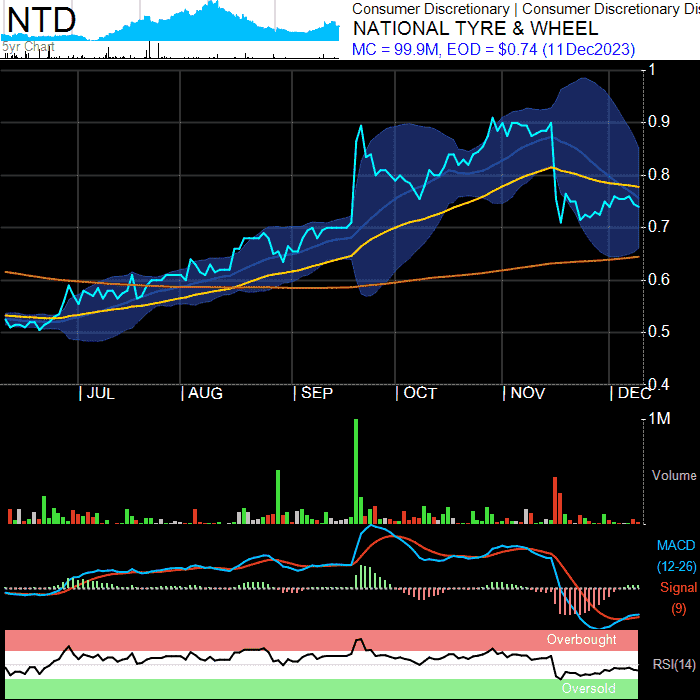 NTD
5yr Chart
Consumer Discretionary | Consumer Discretionary Dis
NATIONAL TYRE & WHEEL
MC = 99.9M, EOD = $0.74 (11Dec2023)
1
0.9
0.8
0.7
0.6
0.5
0.4
| JUL | AUG | SEP | OCT | NOV | DEC
1M
Volume
MACD
(12-26)
Signal
(9)
Overbought
RSI(14)
Oversold